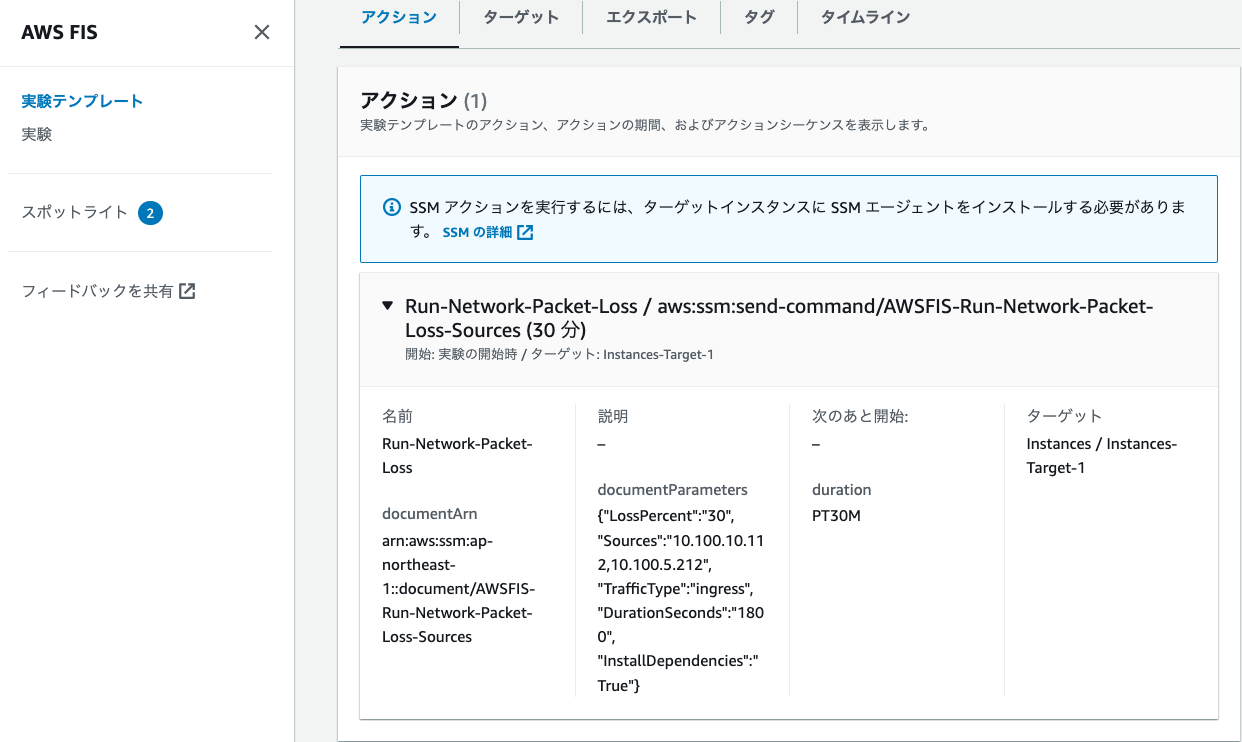 AWS FIS
実験テンプレート
実験
スポットライト 2
フィードバックを共有
アクション
ターゲット
エクスポート
タグ
タイムライン
アクション (1)
実験テンプレートのアクション、アクションの期間、およびアクションシーケンスを表示します。
SSM アクションを実行するには、ターゲットインスタンスに SSM エージェントをインストールする必要がありま
す。 SSM の詳細
Run-Network-Packet-Loss / aws:ssm:send-command/AWSFIS-Run-Network-Packet-
Loss-Sources (30 分)
開始: 実験の開始時 / ターゲット: Instances-Target-1
名前
Run-Network-Packet-
Loss
documentArn
arn:aws:ssm:ap-
northeast-
1::document/AWSFIS-
Run-Network-Packet-
Loss-Sources
説明
–
documentParameters
{"LossPercent":"30",
"Sources":"10.100.10.11
2,10.100.5.212",
"TrafficType":"ingress",
"DurationSeconds":"180
0",
"InstallDependencies":"
True"}
次のあと開始:
–
duration
PT30M
ターゲット
Instances / Instances-
Target-1